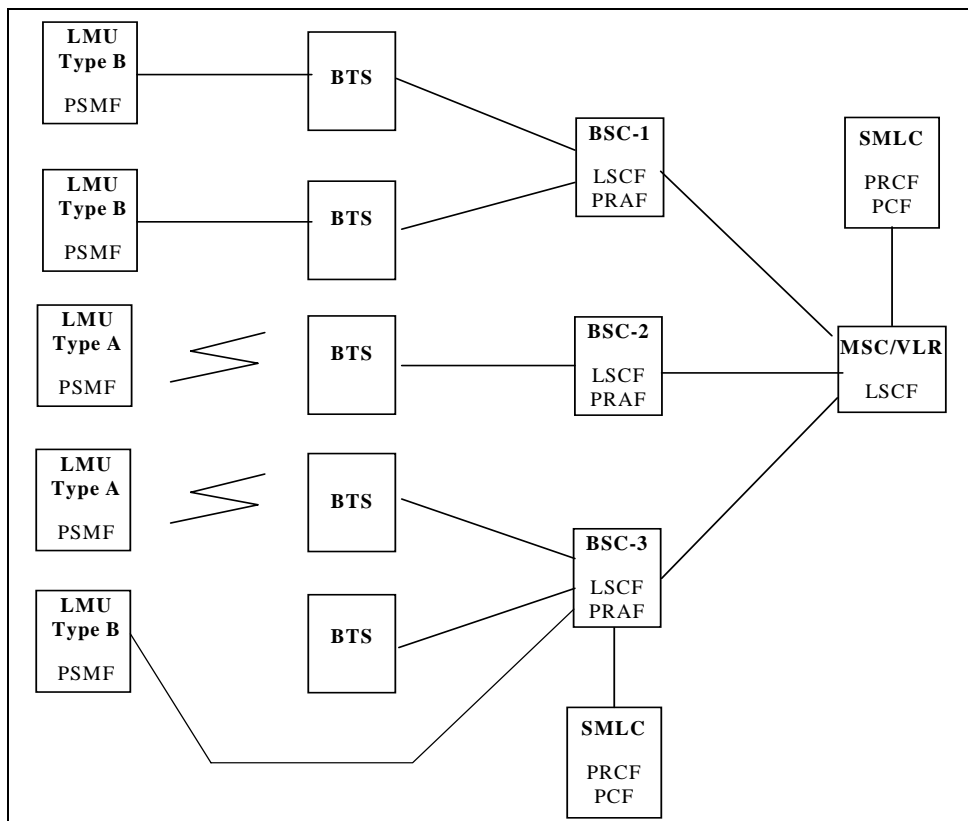 LMU
Type B
PSMF
BTS
BSC-1
LSCF
PRAF
SMLC
PRCF
PCF
LMU
Type B
PSMF
BTS
LMU
Type A
PSMF
BTS
BSC-2
LSCF
PRAF
MSC/VLR
LSCF
LMU
Type A
PSMF
BTS
BSC-3
LSCF
PRAF
LMU
Type B
PSMF
BTS
SMLC
PRCF
PCF